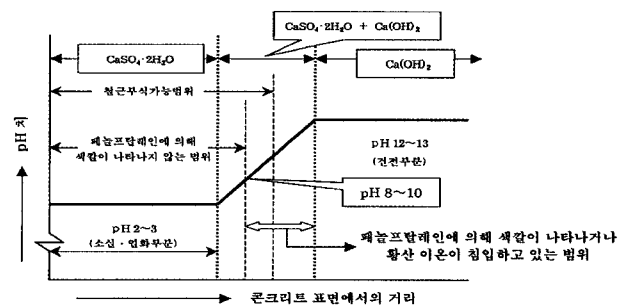 CaSO₄·2H₂O + Ca(OH)₂
CaSO₄·2H₂O
Ca(OH)₂
철근부식가능범위
페놀프탈레인에 의해
색깔이 나타나지 않는 범위
pH 치
pH 12~13
(건전부분)
pH 8~10
pH 2~3
(소실·열화부분)
페놀프탈레인에 의해 색깔이 나타나거나
황산 이온이 침입하고 있는 범위
콘크리트 표면에서의 거리